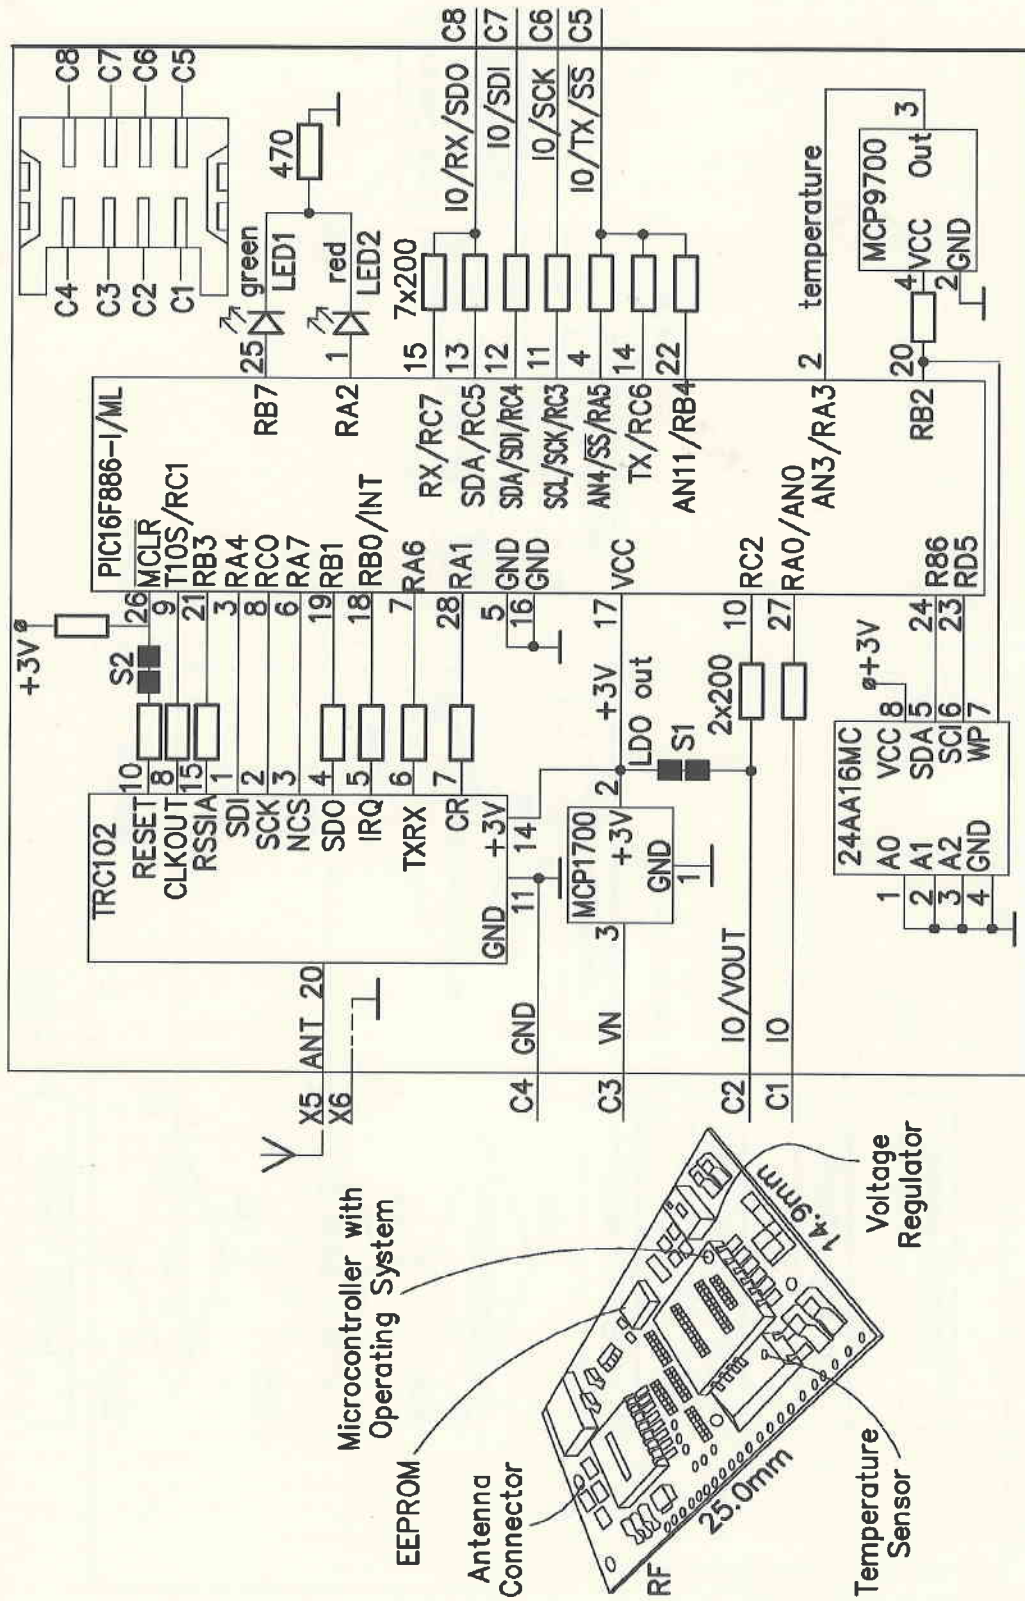 C4
C3
C2
C1
C8
C7
C6
C5
+3V
S2
10
RESET
8
CLKOUT
15
RSSIA
1
SDI
2
SCK
3
NCS
4
SDO
5
IRQ
6
TXRX
7
CR
TRC102
+3V
14
GND
11
ANT 20
X5
X6
PIC16F886-I/ML
26
MCLR
9
T10S/RC1
21
RB3
3
RA4
8
RC0
6
RA7
19
RB1
18
RB0/INT
7
RA6
28
RA1
5
GND
16
GND
17
VCC
10
RC2
27
RA0/AN0
24
R86
23
RD5
RB7
25
RA2
1
green
LED1
red
LED2
470
7x200
RX/RC7
15
SDA/RC5
13
SDA/SDI/RC4
12
SCL/SCK/RC3
11
AN4/SS/RA5
4
TX/RC6
14
AN11/RB4
22
AN3/RA3
2
temperature
RB2
20
IO/RX/SDO
C8
IO/SDI
C7
IO/SCK
C6
IO/TX/SS
C5
MCP9700
4
VCC
Out
3
2
GND
C4
GND
C3
VN
3
MCP1700
+3V
2
GND
1
+3V
LDO out
S1
2x200
C2
IO/VOUT
C1
IO
24AA16MC
1
A0
2
A1
3
A2
4
GND
VCC
8
+3V
SDA
5
SCI
6
WP
7
Microcontroller with
Operating System
EEPROM
Antenna
Connector
RF
25.0mm
14.9mm
Voltage
Regulator
Temperature
Sensor